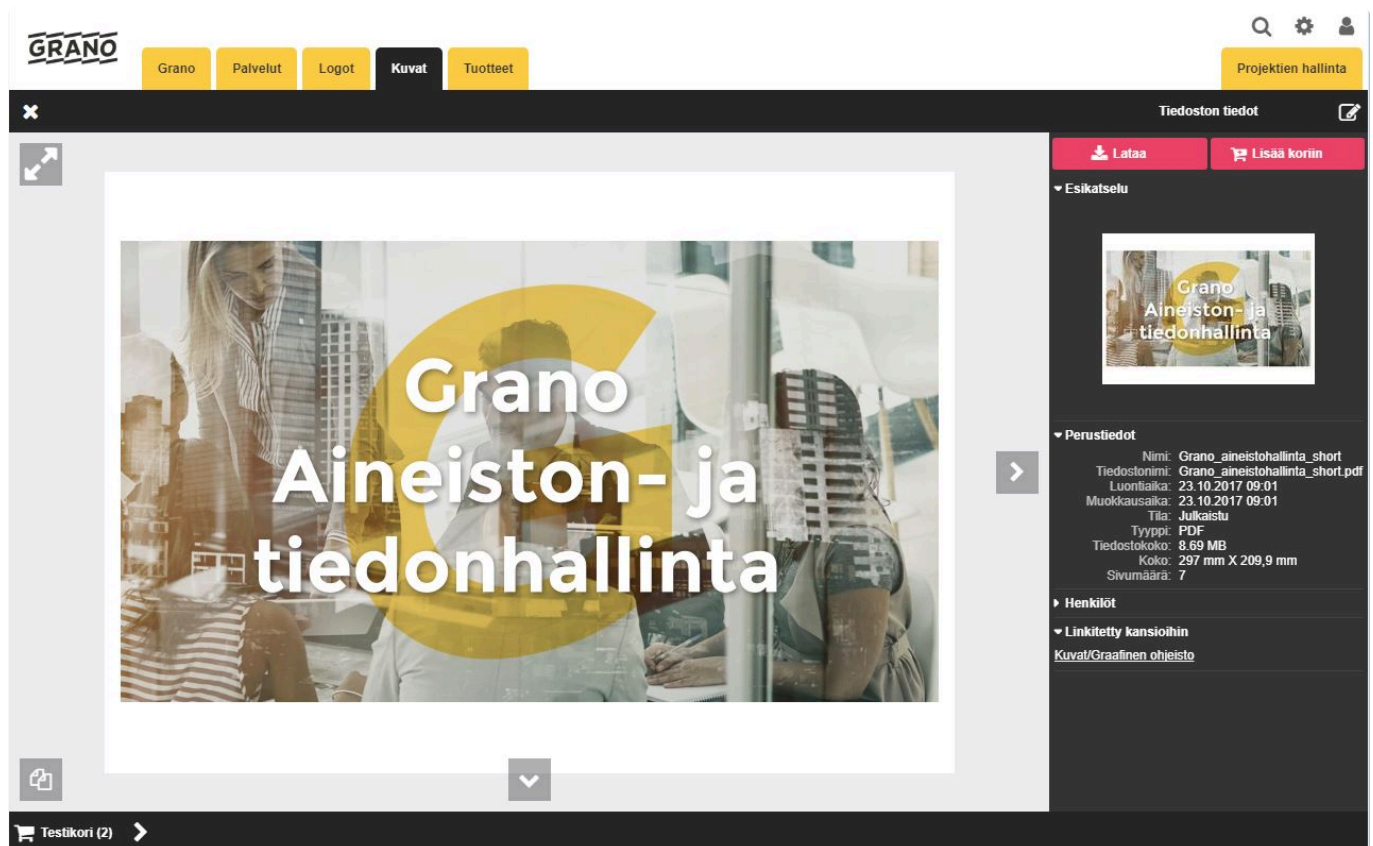 GRANO
Grano
Palvelut
Logot
Kuvat
Tuotteet
Projektien hallinta
Tiedoston tiedot
Lataa
Lisää koriin
Esikatselu
Grano
Aineiston- ja
tiedonhallinta
Grano
Aineiston- ja
tiedonhallinta
Perustiedot
Nimi: Grano_aineistohallinta_short
Tiedostonimi: Grano_aineistohallinta_short.pdf
Luontiaika: 23.10.2017 09:01
Muokkausaika: 23.10.2017 09:01
Tila: Julkaistu
Tyyppi: PDF
Tiedostokoko: 8.69 MB
Koko: 297 mm X 209,9 mm
Sivumäärä: 7
Henkilöt
Linkitetty kansioihin
Kuvat/Graafinen ohjeisto
Testikori (2)